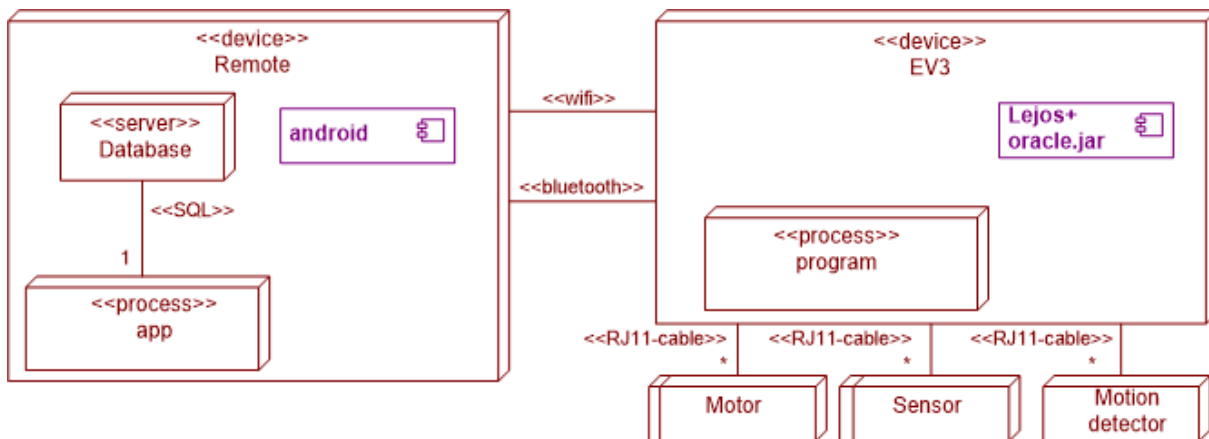 <<device>>
Remote
<<server>>
Database
android
<<SQL>>
1
<<process>>
app
<<wifi>>
<<bluetooth>>
<<device>>
EV3
Lejos+
oracle.jar
<<process>>
program
<<RJ11-cable>>
*
<<RJ11-cable>>
*
<<RJ11-cable>>
*
Motor
Sensor
Motion
detector